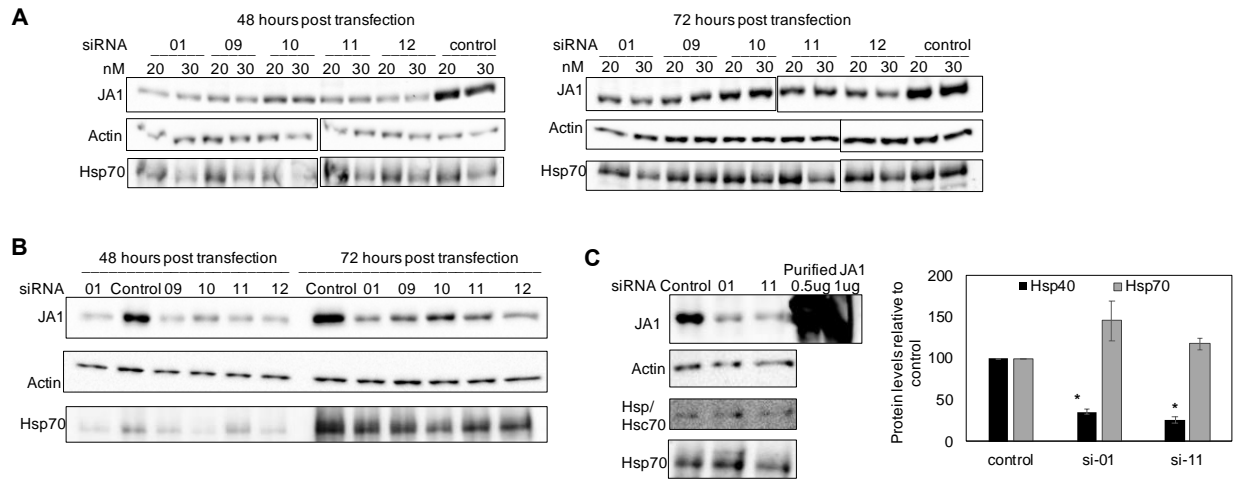 A
48 hours post transfection
siRNA 01 09 10 11 12 control
nM 20 30 20 30 20 30 20 30 20 30 20 30
JA1
Actin
Hsp70
72 hours post transfection
siRNA 01 09 10 11 12 control
nM 20 30 20 30 20 30 20 30 20 30 20 30
JA1
Actin
Hsp70
B
48 hours post transfection 72 hours post transfection
siRNA 01 Control 09 10 11 12 Control 01 09 10 11 12
JA1
Actin
Hsp70
C
Purified JA1
siRNA Control 01 11 0.5ug 1ug
JA1
Actin
Hsp/
Hsc70
Hsp70
Protein levels relative to
control
200
150
100
50
0
Hsp40 Hsp70
* *
control si-01 si-11